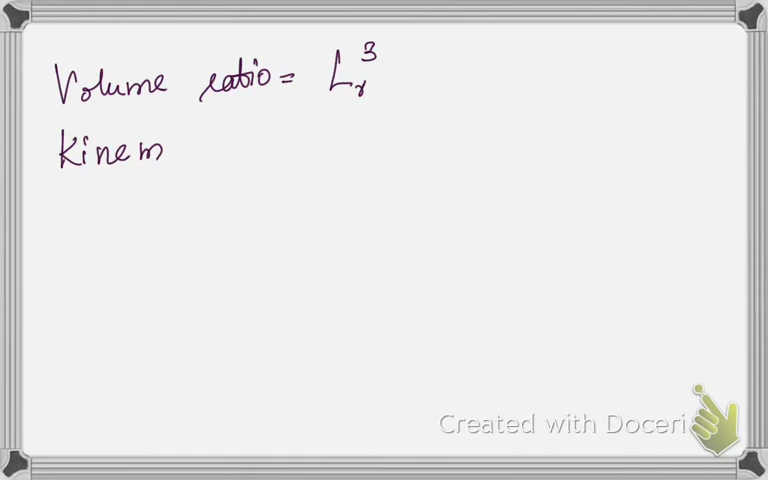 Volume ratio = Lr³
Kinem
Created with Doceri